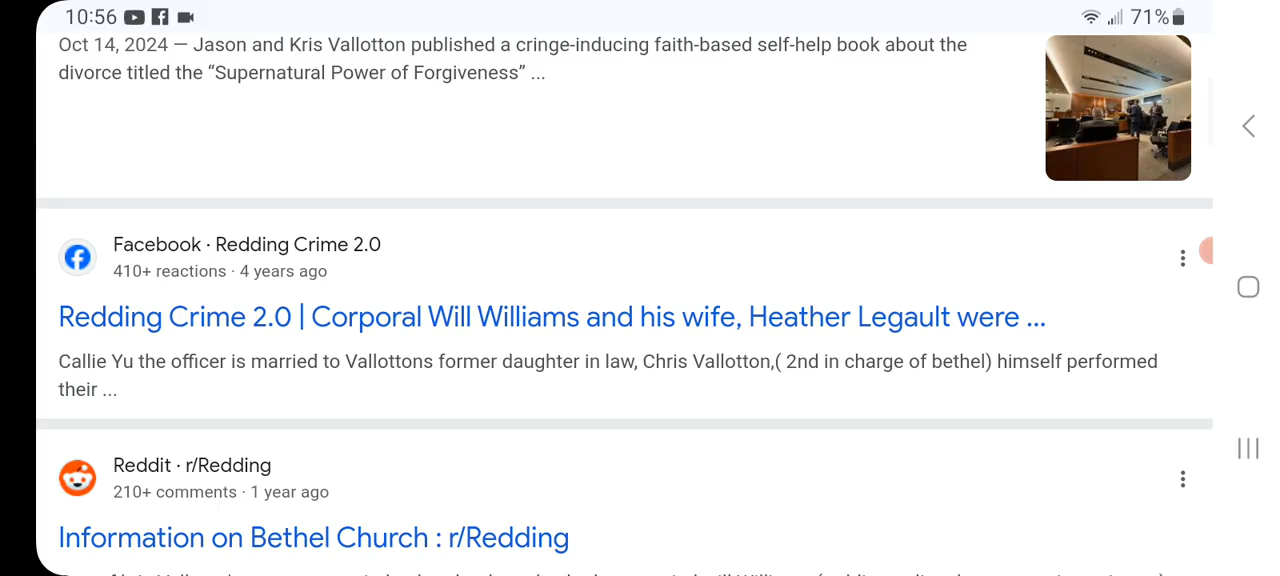 10:56 71%
Oct 14, 2024 — Jason and Kris Vallotton published a cringe-inducing faith-based self-help book about the
divorce titled the “Supernatural Power of Forgiveness” ...
Facebook · Redding Crime 2.0
410+ reactions · 4 years ago
Redding Crime 2.0 | Corporal Will Williams and his wife, Heather Legault were ...
Callie Yu the officer is married to Vallottons former daughter in law, Chris Vallotton,( 2nd in charge of bethel) himself performed
their ...
Reddit · r/Redding
210+ comments · 1 year ago
Information on Bethel Church : r/Redding